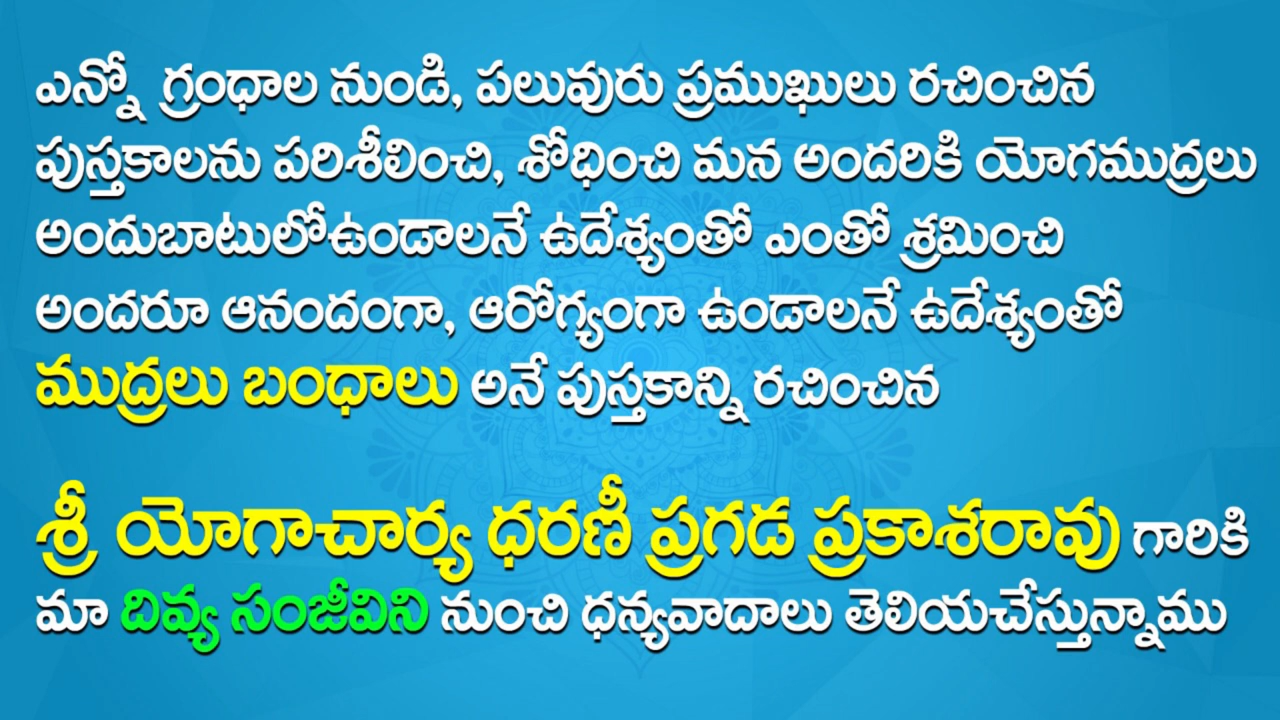 ఎన్నో గ్రంధాల నుండి, పలువురు ప్రముఖులు రచించిన
పుస్తకాలను పరిశీలించి, శోధించి మన అందరికి యోగముద్రలు
అందుబాటులోఉండాలనే ఉదేశ్యంతో ఎంతో శ్రమించి
అందరూ ఆనందంగా, ఆరోగ్యంగా ఉండాలనే ఉదేశ్యంతో
ముద్రలు బంధాలు అనే పుస్తకాన్ని రచించిన
శ్రీ యోగాచార్య ధరణీ ప్రగడ ప్రకాశరావు గారికి
మా దివ్య సంజీవిని నుంచి ధన్యవాదాలు తెలియచేస్తున్నాము